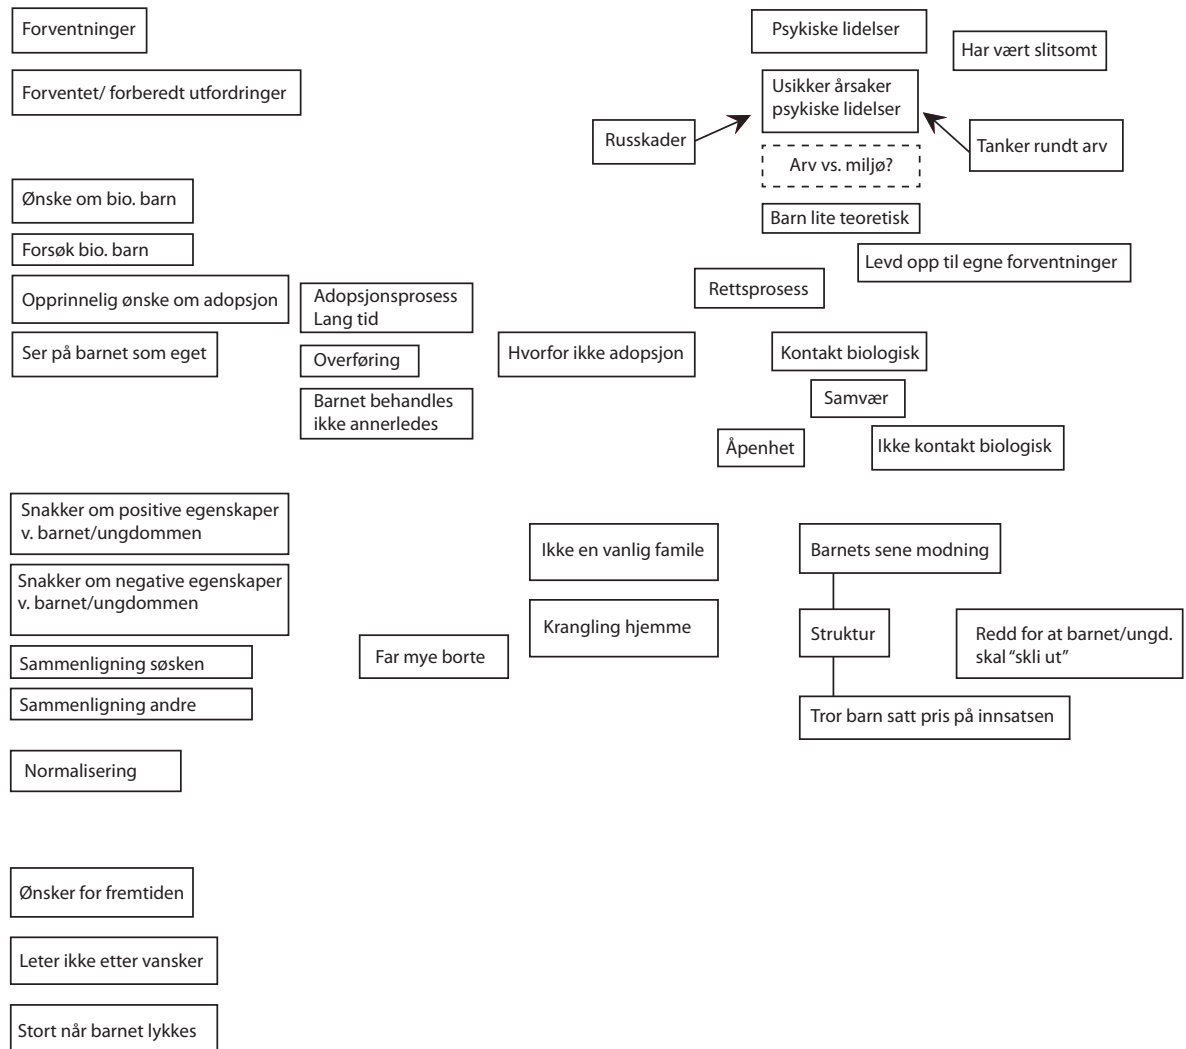 Forventninger
Psykiske lidelser
Har vært slitsomt
Forventet/ forberedt utfordringer
Usikker årsaker
psykiske lidelser
Russkader
Tanker rundt arv
Arv vs. miljø?
Ønske om bio. barn
Barn lite teoretisk
Forsøk bio. barn
Levd opp til egne forventninger
Opprinnelig ønske om adopsjon
Adopsjonsprosess
Lang tid
Rettsprosess
Ser på barnet som eget
Overføring
Hvorfor ikke adopsjon
Kontakt biologisk
Barnet behandles
ikke annerledes
Samvær
Åpenhet
Ikke kontakt biologisk
Snakker om positive egenskaper
v. barnet/ungdommen
Ikke en vanlig famile
Barnets sene modning
Snakker om negative egenskaper
v. barnet/ungdommen
Krangling hjemme
Struktur
Redd for at barnet/ungd.
skal “skli ut”
Far mye borte
Sammenligning søsken
Sammenligning andre
Tror barn satt pris på innsatsen
Normalisering
Ønsker for fremtiden
Leter ikke etter vansker
Stort når barnet lykkes